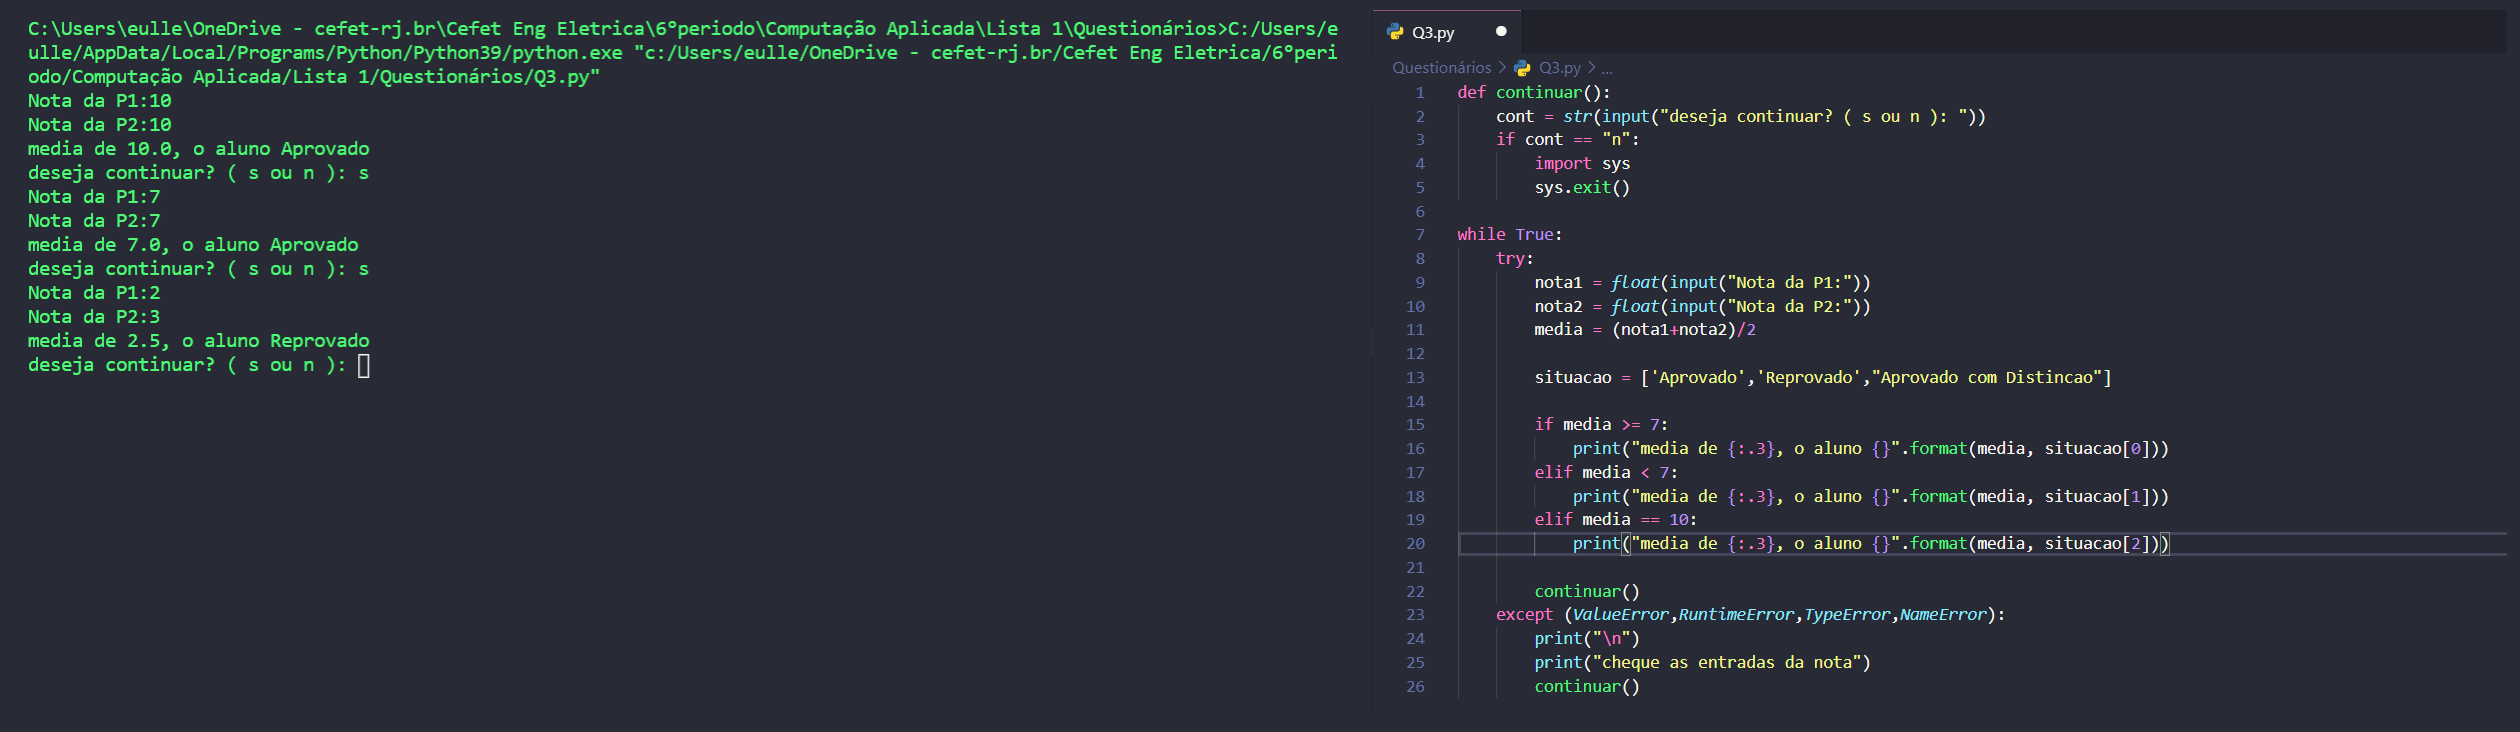 C:\Users\eulle\OneDrive - cefet-rj.br\Cefet Eng Eletrica\6°periodo\Computação Aplicada\Lista 1\Questionários>C:/Users/e
ulle/AppData/Local/Programs/Python/Python39/python.exe "c:/Users/eulle/OneDrive - cefet-rj.br/Cefet Eng Eletrica/6°peri
odo/Computação Aplicada/Lista 1/Questionários/Q3.py"
Nota da P1:10
Nota da P2:10
media de 10.0, o aluno Aprovado
deseja continuar? ( s ou n ): s
Nota da P1:7
Nota da P2:7
media de 7.0, o aluno Aprovado
deseja continuar? ( s ou n ): s
Nota da P1:2
Nota da P2:3
media de 2.5, o aluno Reprovado
deseja continuar? ( s ou n ):
Q3.py
Questionários > Q3.py > ...
1 def continuar():
2     cont = str(input("deseja continuar? ( s ou n ): "))
3     if cont == "n":
4         import sys
5         sys.exit()
6
7 while True:
8     try:
9         nota1 = float(input("Nota da P1:"))
10         nota2 = float(input("Nota da P2:"))
11         media = (nota1+nota2)/2
12
13         situacao = ['Aprovado','Reprovado',"Aprovado com Distincao"]
14
15         if media >= 7:
16             print("media de {:.3}, o aluno {}".format(media, situacao[0]))
17         elif media < 7:
18             print("media de {:.3}, o aluno {}".format(media, situacao[1]))
19         elif media == 10:
20             print("media de {:.3}, o aluno {}".format(media, situacao[2]))
21
22         continuar()
23     except (ValueError,RuntimeError,TypeError,NameError):
24         print("\n")
25         print("cheque as entradas da nota")
26         continuar()